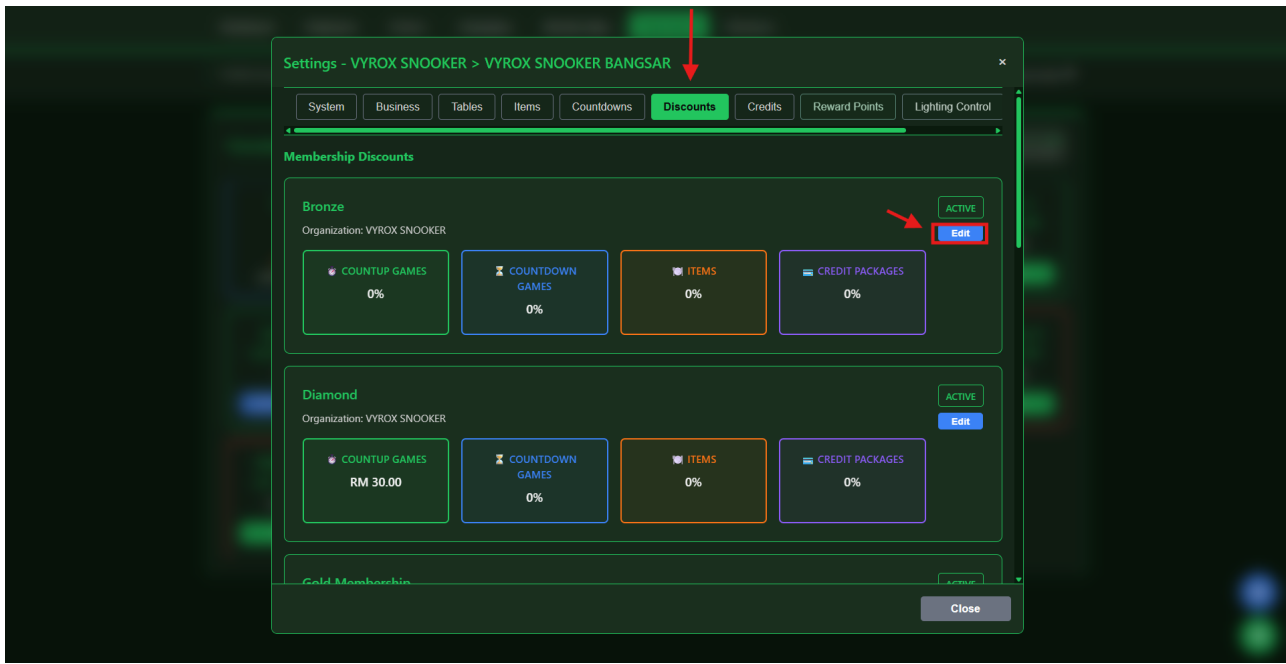 Settings - VYROX SNOOKER > VYROX SNOOKER BANGSAR ×
System Business Tables Items Countdowns Discounts Credits Reward Points Lighting Control
Membership Discounts
Bronze
ACTIVE
Organization: VYROX SNOOKER
Edit
COUNTUP GAMES
0%
COUNTDOWN
GAMES
0%
ITEMS
0%
CREDIT PACKAGES
0%
Diamond
ACTIVE
Organization: VYROX SNOOKER
Edit
COUNTUP GAMES
RM 30.00
COUNTDOWN
GAMES
0%
ITEMS
0%
CREDIT PACKAGES
0%
Gold Membership
ACTIVE
Close